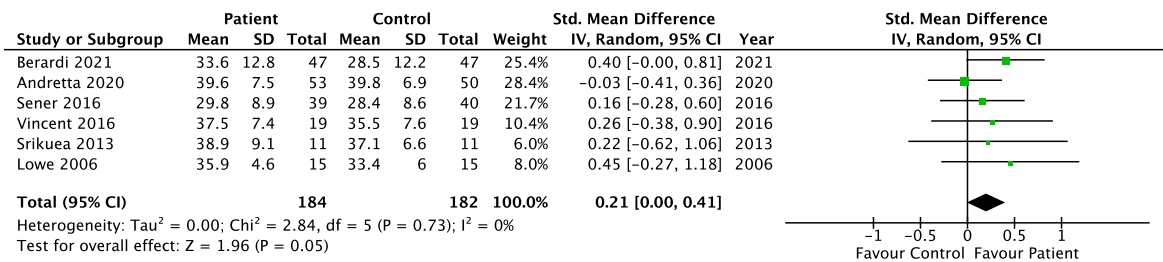 Patient Control Std. Mean Difference Std. Mean Difference
Study or Subgroup Mean SD Total Mean SD Total Weight IV, Random, 95% CI Year IV, Random, 95% CI
Berardi 2021 33.6 12.8 47 28.5 12.2 47 25.4% 0.40 [-0.00, 0.81] 2021
Andretta 2020 39.6 7.5 53 39.8 6.9 50 28.4% -0.03 [-0.41, 0.36] 2020
Sener 2016 29.8 8.9 39 28.4 8.6 40 21.7% 0.16 [-0.28, 0.60] 2016
Vincent 2016 37.5 7.4 19 35.5 7.6 19 10.4% 0.26 [-0.38, 0.90] 2016
Srikuea 2013 38.9 9.1 11 37.1 6.6 11 6.0% 0.22 [-0.62, 1.06] 2013
Lowe 2006 35.9 4.6 15 33.4 6 15 8.0% 0.45 [-0.27, 1.18] 2006
Total (95% CI) 184 182 100.0% 0.21 [0.00, 0.41]
Heterogeneity: Tau² = 0.00; Chi² = 2.84, df = 5 (P = 0.73); I² = 0%
Test for overall effect: Z = 1.96 (P = 0.05)
-1 -0.5 0 0.5 1
Favour Control Favour Patient